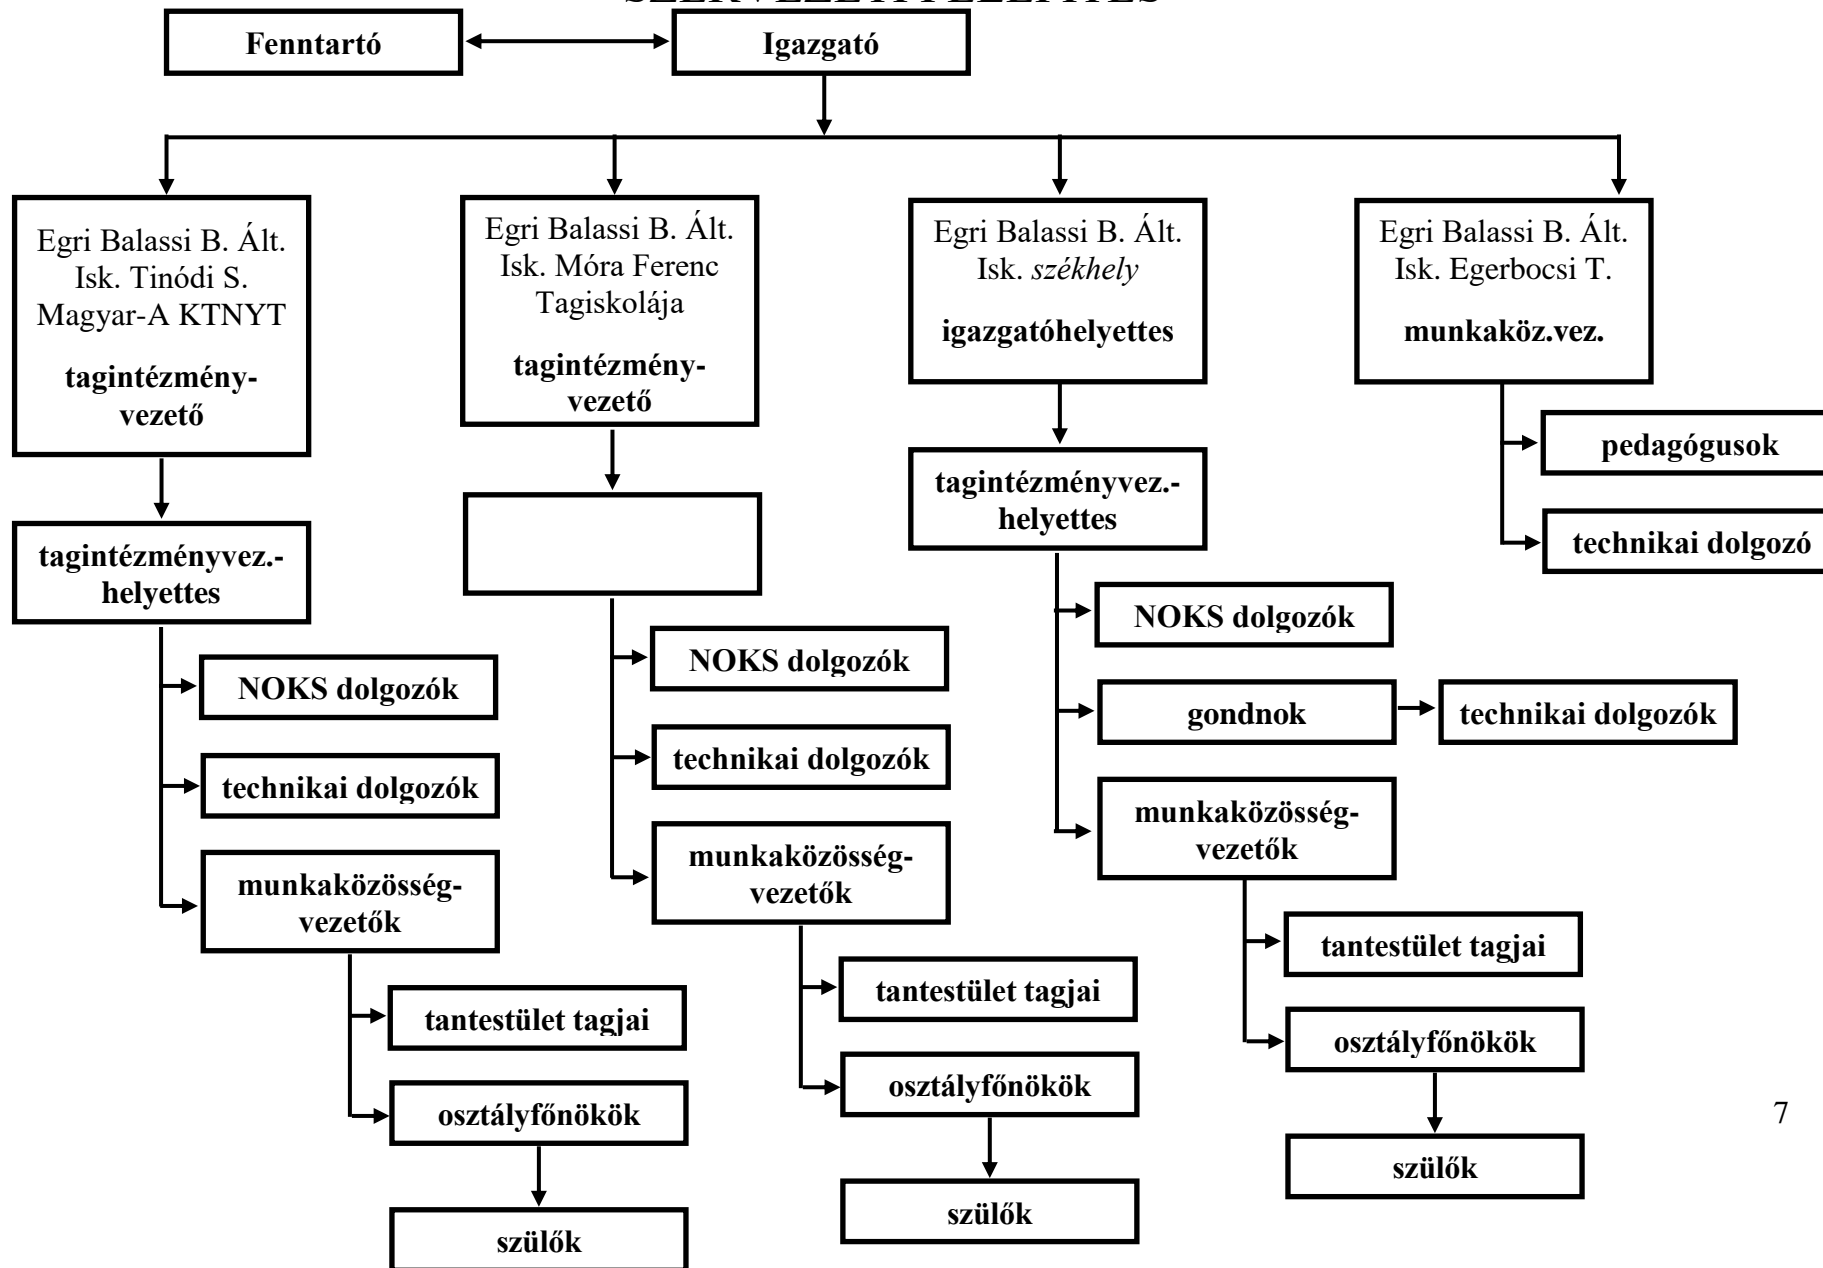 Fenntartó
Igazgató
Egri Balassi B. Ált.
Isk. Tinódi S.
Magyar-A KTNYT
tagintézmény-
vezető
Egri Balassi B. Ált.
Isk. Móra Ferenc
Tagiskolája
tagintézmény-
vezető
Egri Balassi B. Ált.
Isk. székhely
igazgatóhelyettes
Egri Balassi B. Ált.
Isk. Egerbocsi T.
munkaköz.vez.
tagintézményvez.-
helyettes
NOKS dolgozók
technikai dolgozók
munkaközösség-
vezetők
tantestület tagjai
osztályfőnökök
szülők
NOKS dolgozók
technikai dolgozók
munkaközösség-
vezetők
tantestület tagjai
osztályfőnökök
szülők
tagintézményvez.-
helyettes
NOKS dolgozók
gondnok
technikai dolgozók
munkaközösség-
vezetők
tantestület tagjai
osztályfőnökök
szülők
pedagógusok
technikai dolgozó
7